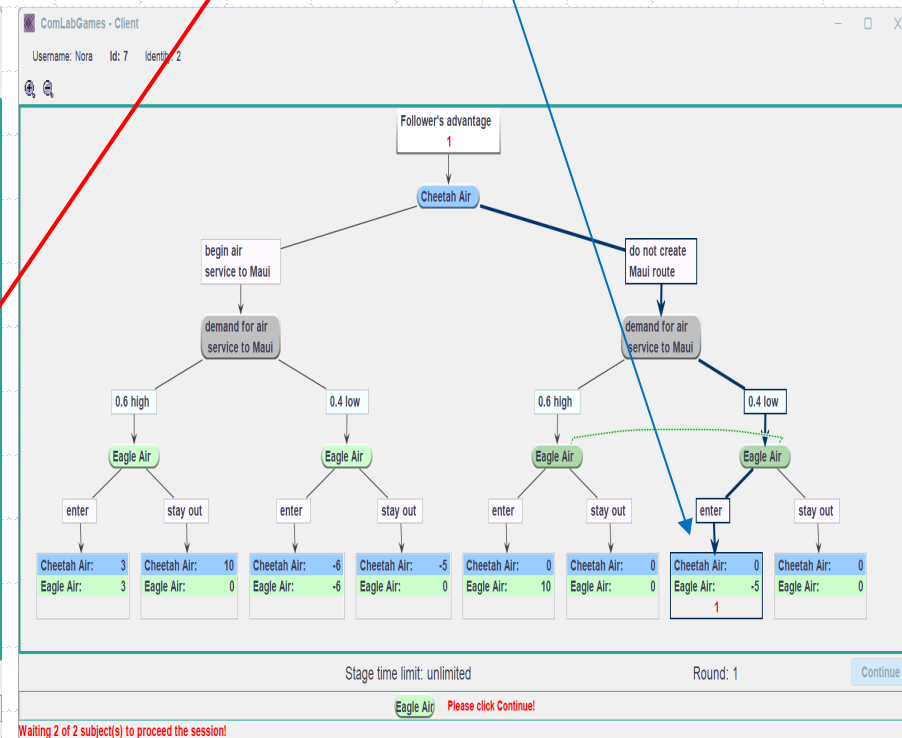 ComLabGames - Client
Username: Nora Id: 7 Identity: 2
Follower's advantage
1
Cheetah Air
begin air
service to Maui
do not create
Maui route
demand for air
service to Maui
demand for air
service to Maui
0.6 high
0.4 low
0.6 high
0.4 low
Eagle Air
Eagle Air
Eagle Air
Eagle Air
enter
stay out
enter
stay out
enter
stay out
enter
stay out
Cheetah Air: 3
Eagle Air: 3
Cheetah Air: 10
Eagle Air: 0
Cheetah Air: -6
Eagle Air: -6
Cheetah Air: -5
Eagle Air: 0
Cheetah Air: 0
Eagle Air: 10
Cheetah Air: 0
Eagle Air: 0
Cheetah Air: 0
Eagle Air: -5
1
Cheetah Air: 0
Eagle Air: 0
Stage time limit: unlimited Round: 1 Continue
Eagle Air Please click Continue!
Waiting 2 of 2 subject(s) to proceed the session!